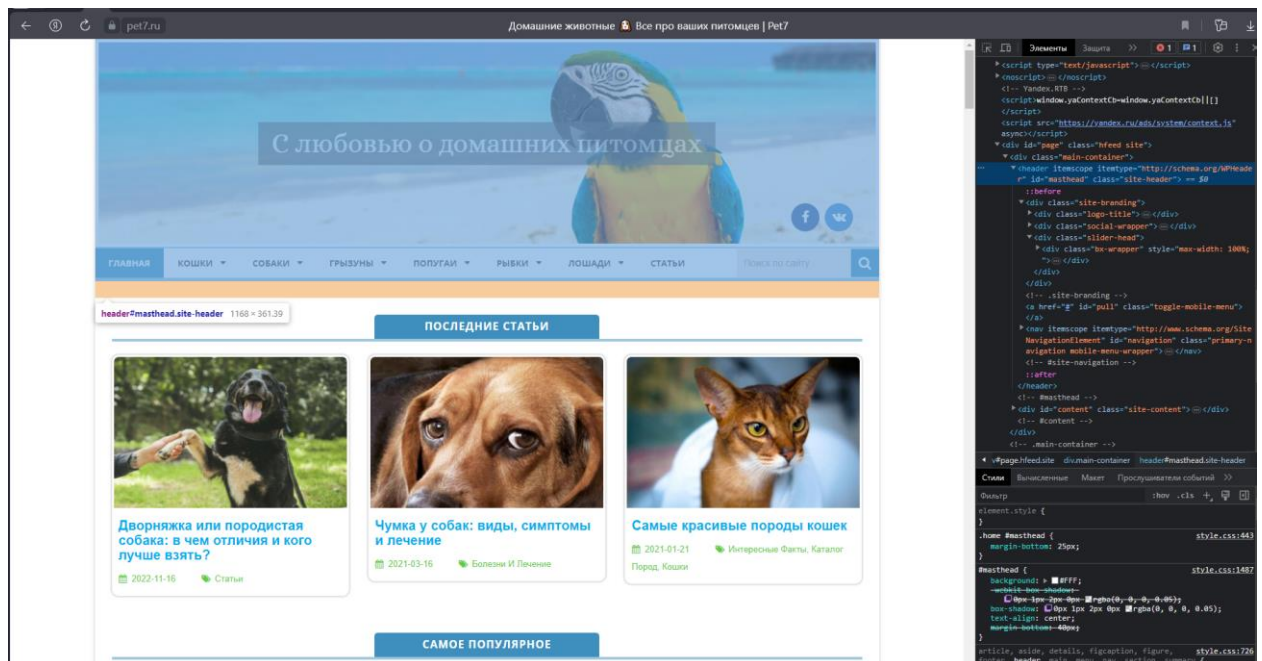 pet7.ru
Домашние животные Все про ваших питомцев | Pet7
С любовью о домашних питомцах
ГЛАВНАЯ КОШКИ СОБАКИ ГРЫЗУНЫ ПОПУГАИ РЫБКИ ЛОШАДИ СТАТЬИ Поиск по сайту
header#masthead.site-header 1168 × 361.39
ПОСЛЕДНИЕ СТАТЬИ
Дворняжка или породистая
собака: в чем отличия и кого
лучше взять?
2022-11-16 Статьи
Чумка у собак: виды, симптомы
и лечение
2021-03-16 Болезни И Лечение
Самые красивые породы кошек
2021-01-21 Интересные Факты, Каталог
Пород, Кошки
САМОЕ ПОПУЛЯРНОЕ
Элементы Защита 1 1
<script type="text/javascript"></script>
<noscript></noscript>
<!-- Yandex.RTB -->
<script>window.yaContextCb=window.yaContextCb||[]
</script>
<script src="https://yandex.ru/ads/system/context.js"
async></script>
<div id="page" class="hfeed site">
<div class="main-container">
<header itemscope itemtype="http://schema.org/WPHeade
r" id="masthead" class="site-header"> == $0
::before
<div class="site-branding">
<div class="logo-title"></div>
<div class="social-wrapper"></div>
<div class="slider-head">
<div class="bx-wrapper" style="max-width: 100%;
"></div>
</div>
</div>
<!-- .site-branding -->
<a href="#" id="pull" class="toggle-mobile-menu">
</a>
<nav itemscope itemtype="http://www.schema.org/Site
NavigationElement" id="navigation" class="primary-n
avigation mobile-menu-wrapper"></nav>
<!-- #site-navigation -->
::after
</header>
<!-- #masthead -->
<div id="content" class="site-content"></div>
<!-- #content -->
</div>
<!-- .main-container -->
v#page.hfeed.site div.main-container header#masthead.site-header
Стили Вычисленные Макет Прослушиватели событий
Фильтр :hov .cls
element.style {
}
.home #masthead { style.css:443
margin-bottom: 25px;
}
#masthead { style.css:1487
background: #FFF;
-webkit-box-shadow:
0px 1px 2px 0px rgba(0, 0, 0, 0.05);
box-shadow: 0px 1px 2px 0px rgba(0, 0, 0, 0.05);
text-align: center;
margin-bottom: 40px;
}
article, aside, details, figcaption, figure, style.css:726